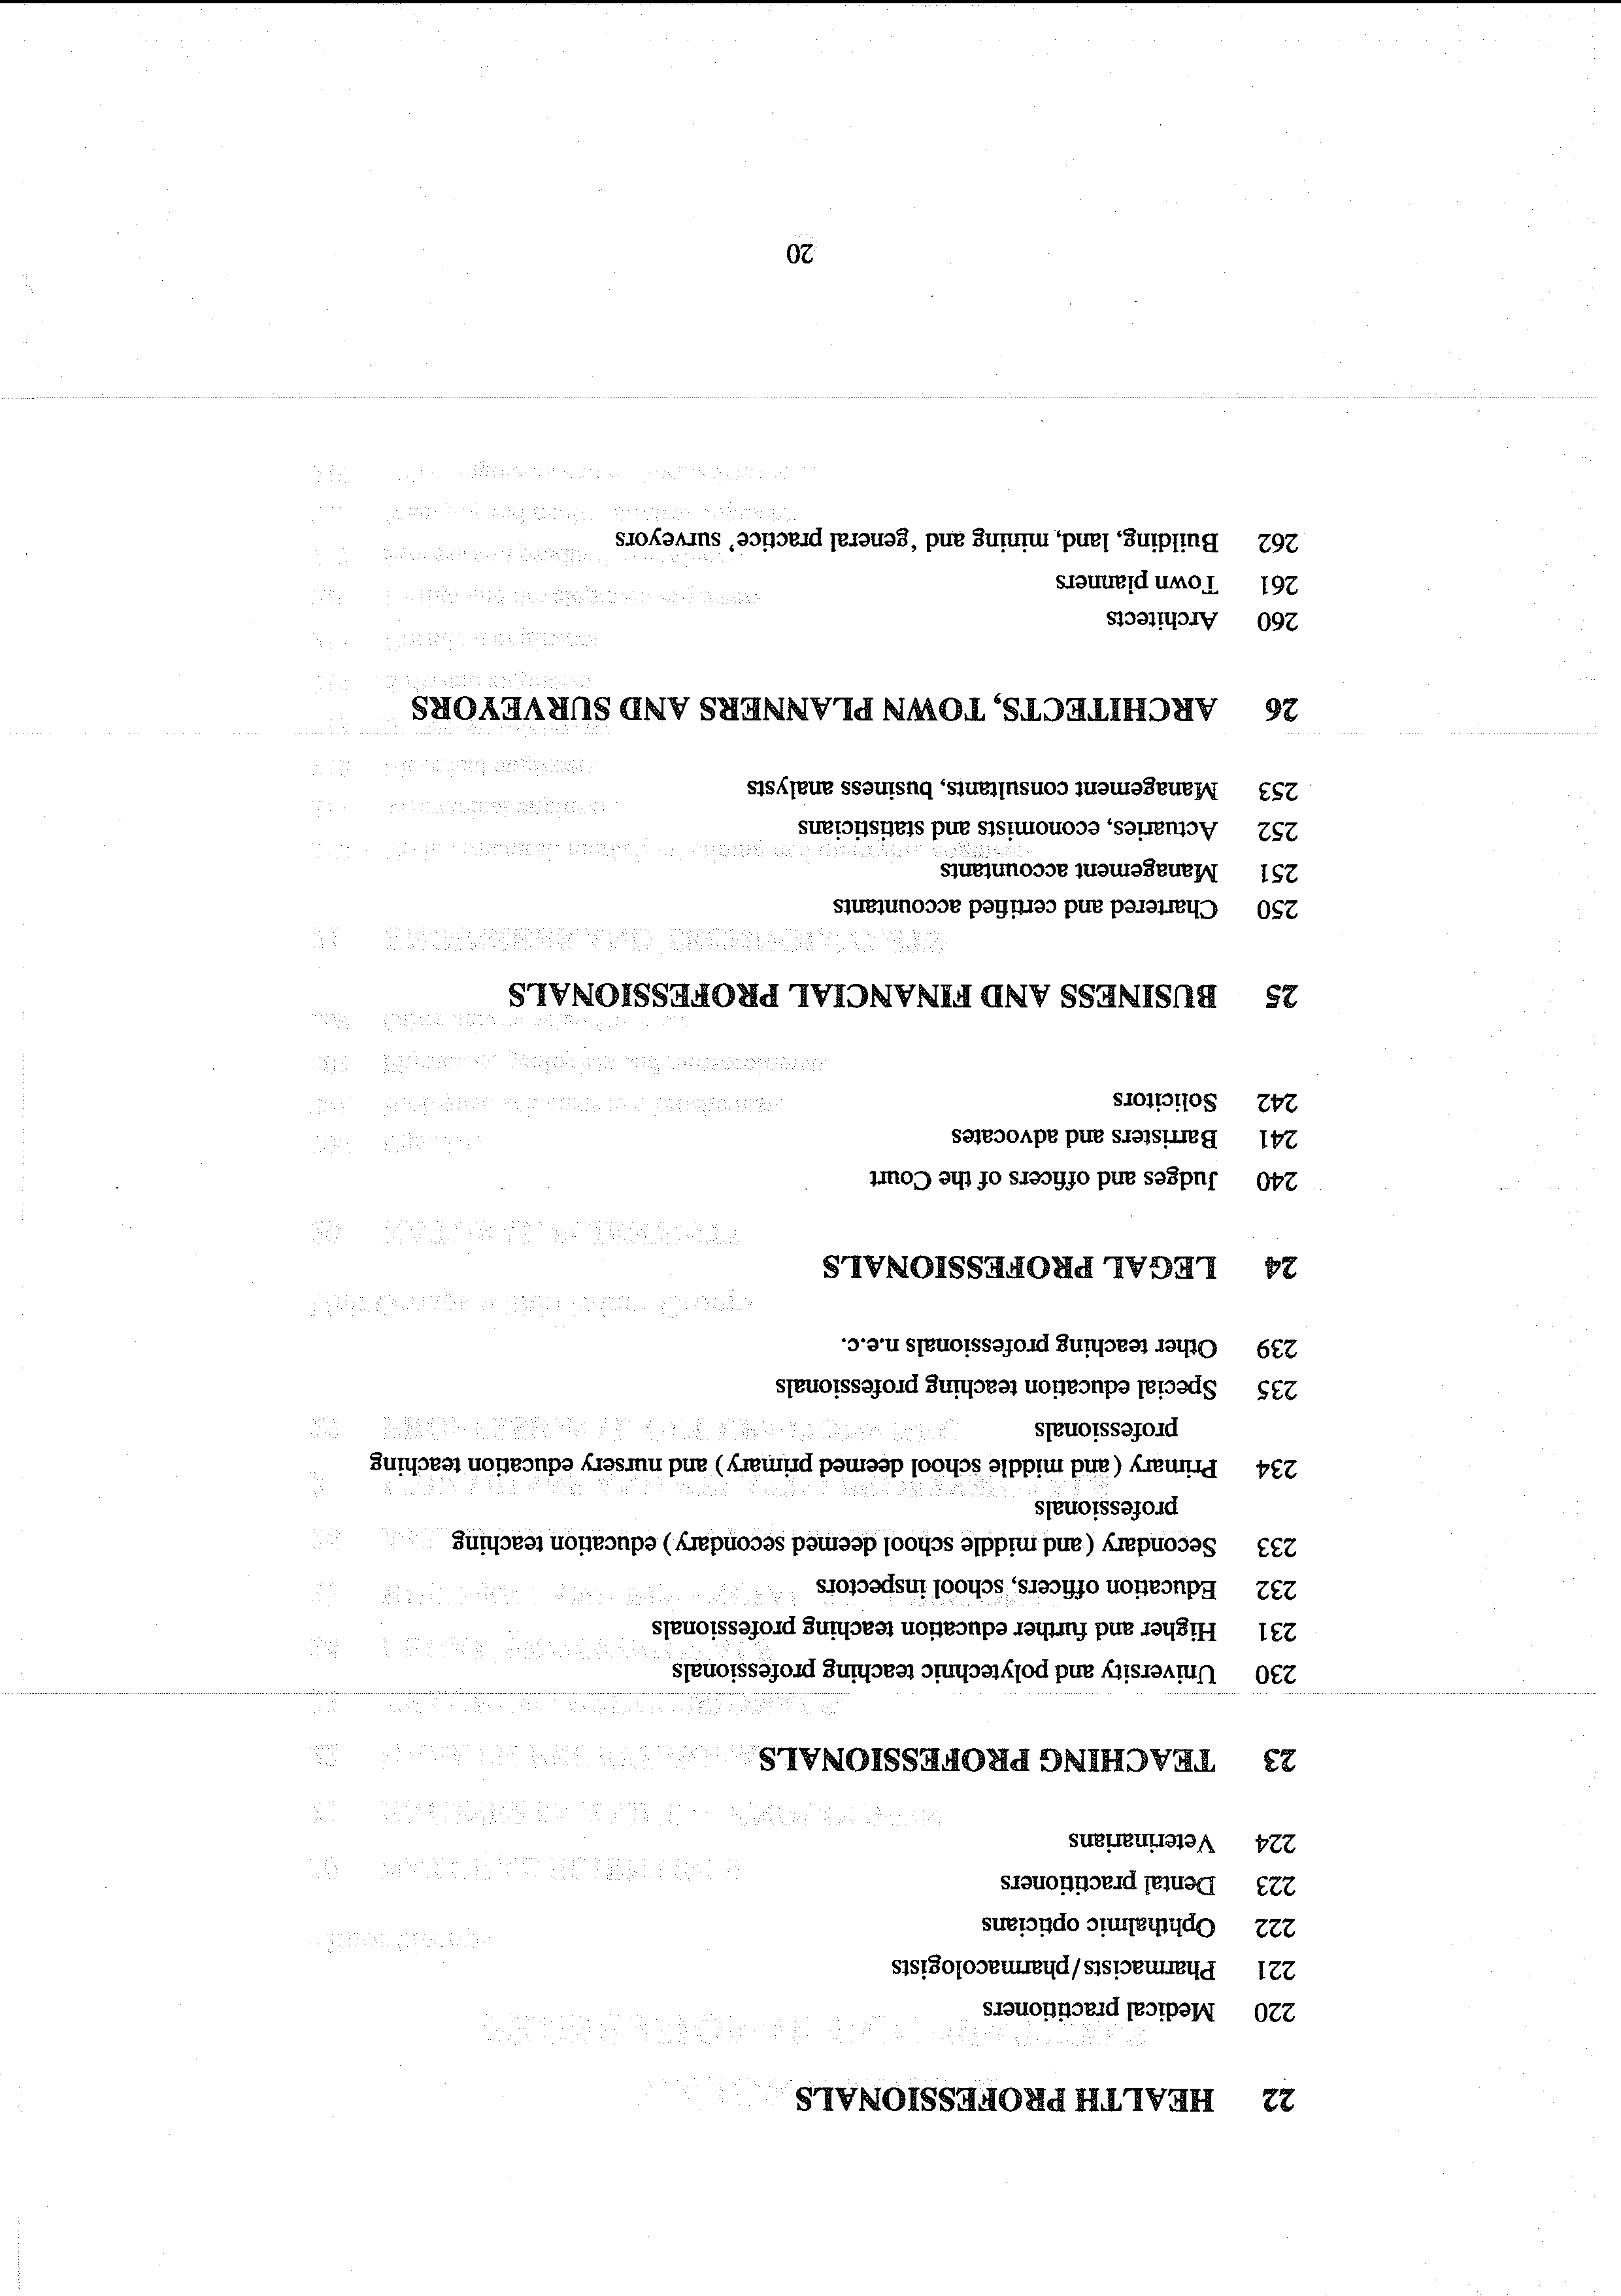 22 HEALTH PROFESSIONALS
220 Medical practitioners
221 Pharmacists/pharmacologists
222 Ophthalmic opticians
223 Dental practitioners
224 Veterinarians
23 TEACHING PROFESSIONALS
230 University and polytechnic teaching professionals
231 Higher and further education teaching professionals
232 Education officers, school inspectors
233 Secondary (and middle school deemed secondary) education teaching
professionals
234 Primary (and middle school deemed primary) and nursery education teaching
professionals
235 Special education teaching professionals
239 Other teaching professionals n.e.c.
24 LEGAL PROFESSIONALS
240 Judges and officers of the Court
241 Barristers and advocates
242 Solicitors
25 BUSINESS AND FINANCIAL PROFESSIONALS
250 Chartered and certified accountants
251 Management accountants
252 Actuaries, economists and statisticians
253 Management consultants, business analysts
26 ARCHITECTS, TOWN PLANNERS AND SURVEYORS
260 Architects
261 Town planners
262 Building, land, mining and 'general practice' surveyors
20